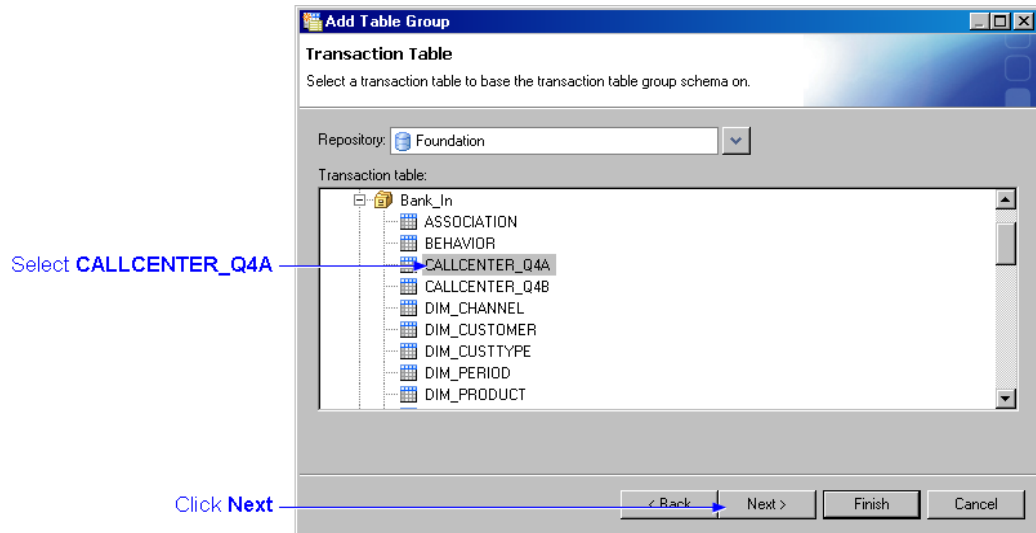 Add Table Group
Transaction Table
Select a transaction table to base the transaction table group schema on.
Repository: Foundation
Transaction table:
Bank_In
ASSOCIATION
BEHAVIOR
Select CALLCENTER_Q4A
CALLCENTER_Q4A
CALLCENTER_Q4B
DIM_CHANNEL
DIM_CUSTOMER
DIM_CUSTTYPE
DIM_PERIOD
DIM_PRODUCT
Click Next
< Back
Next >
Finish
Cancel